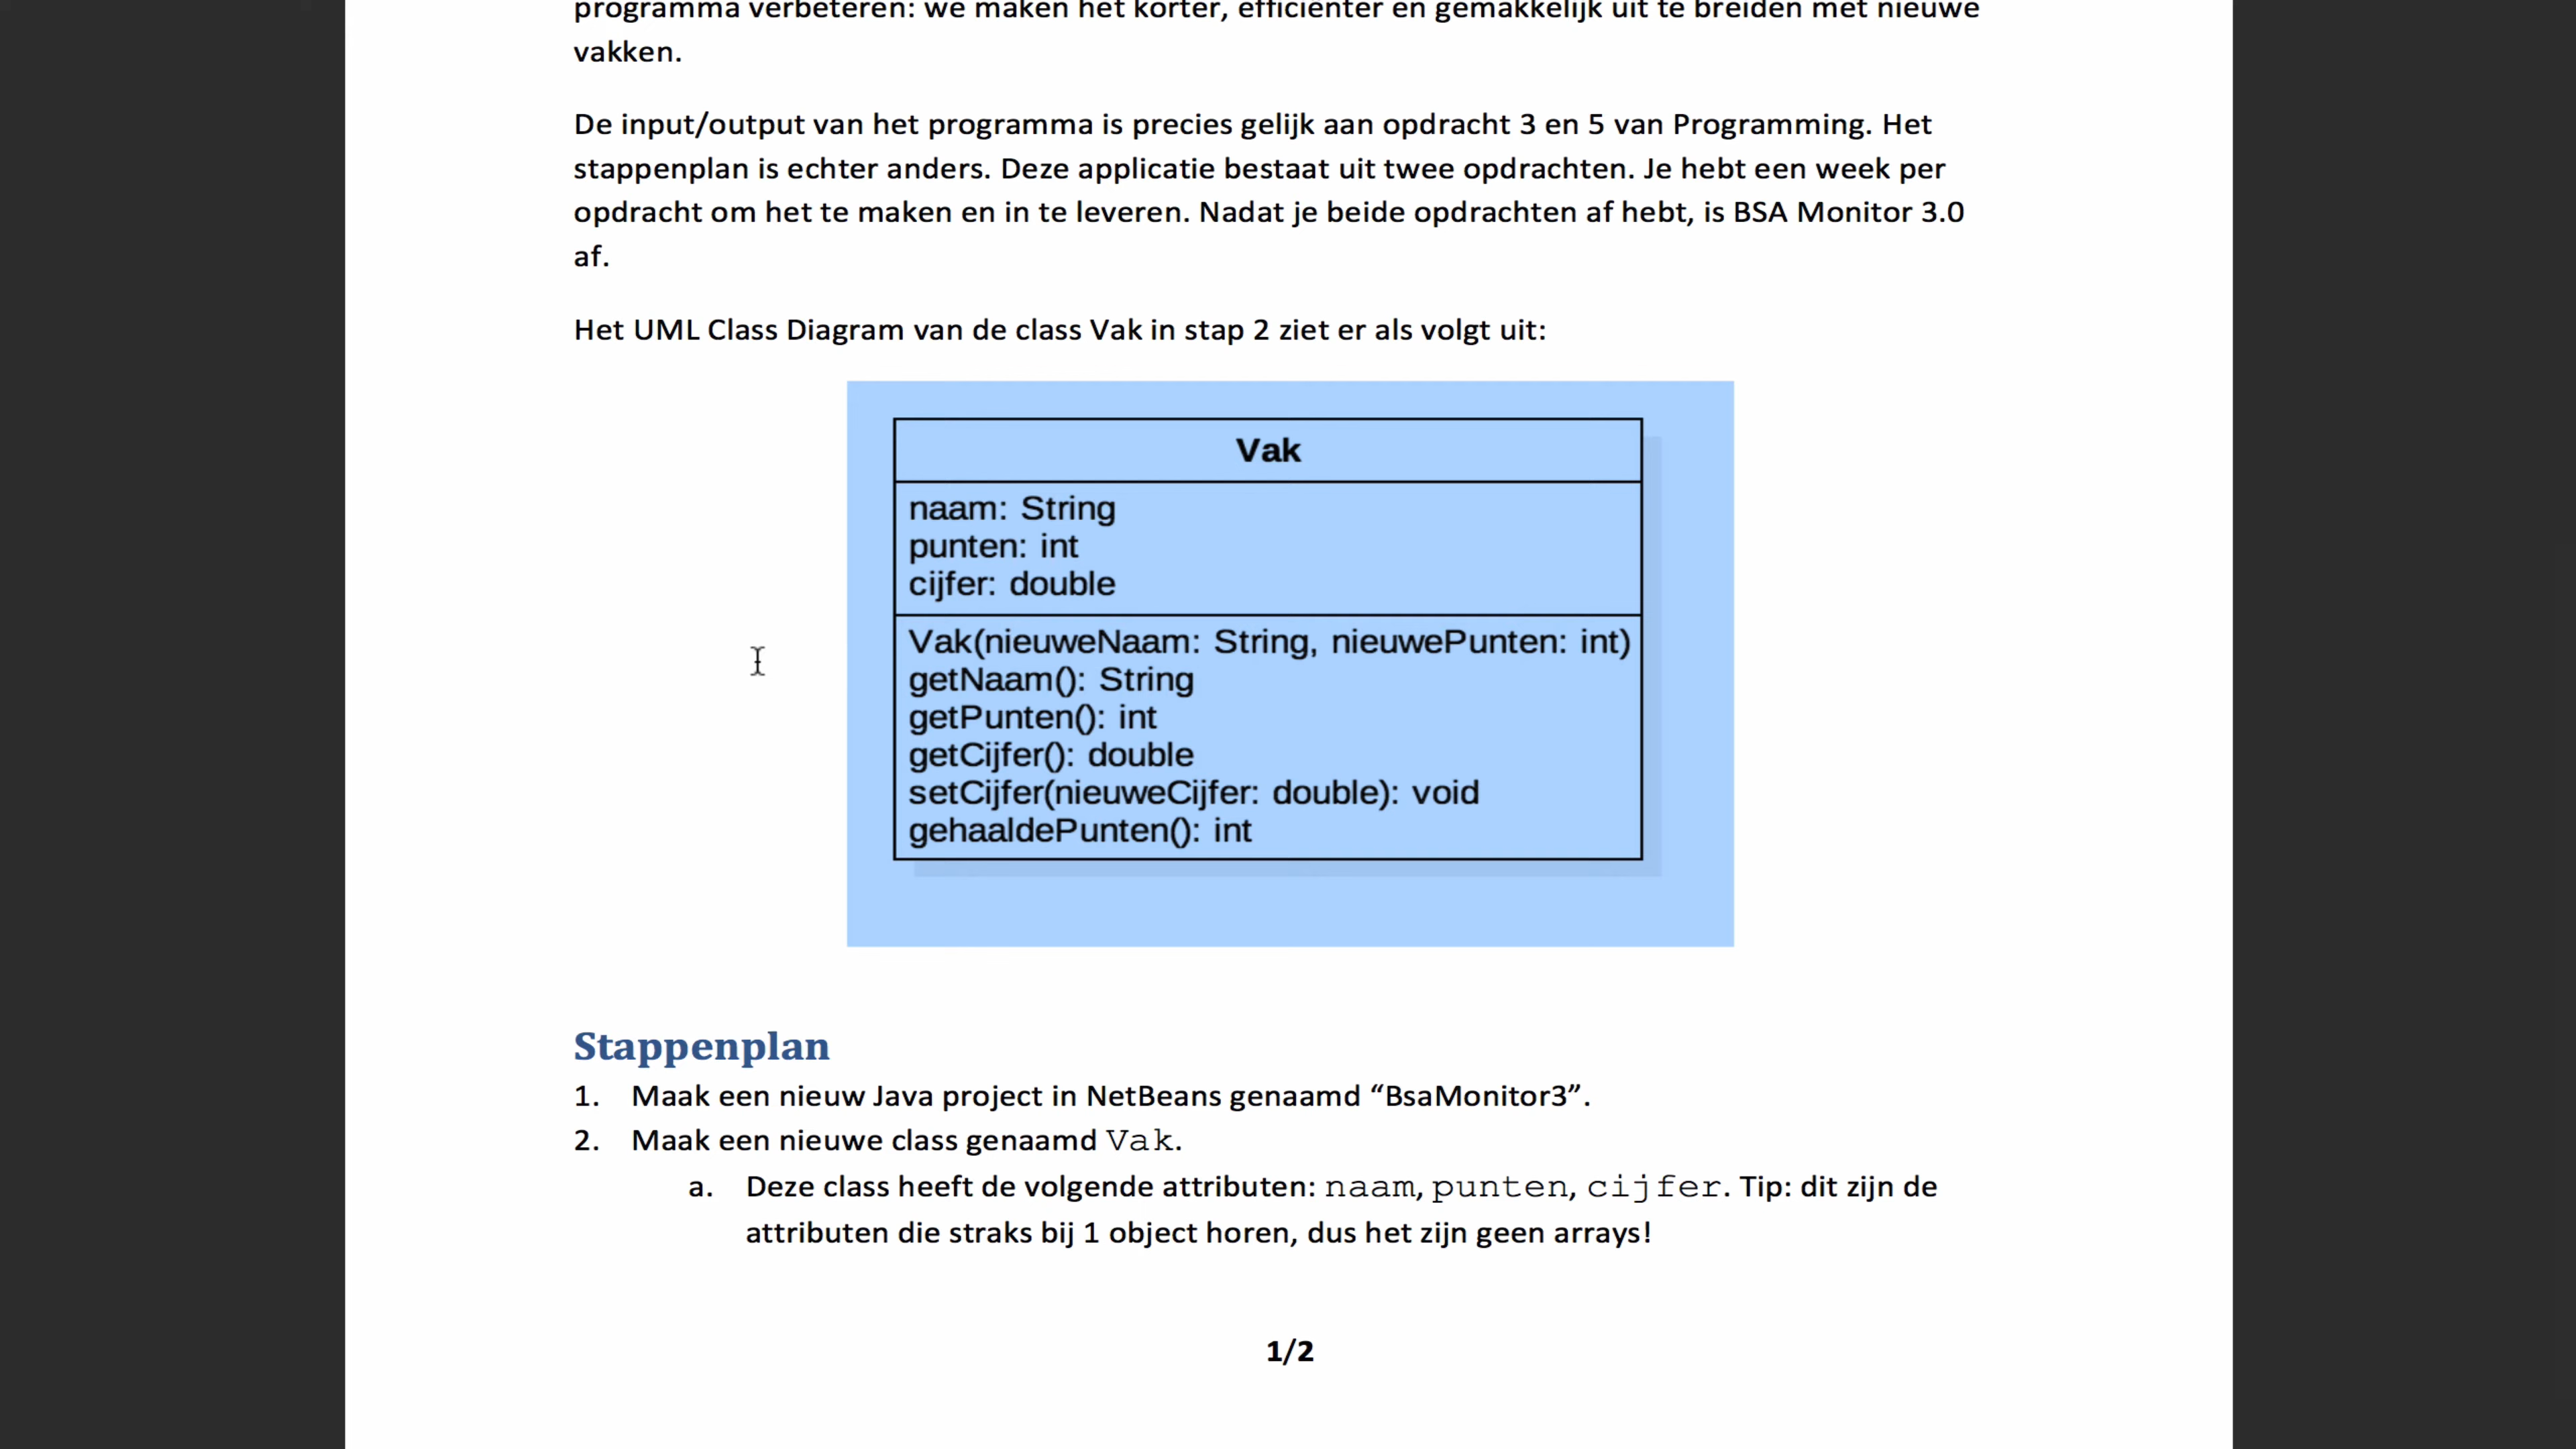 programma verbeteren: we maken het korter, efficiënter en gemakkelijk uit te breiden met nieuwe
vakken.
De input/output van het programma is precies gelijk aan opdracht 3 en 5 van Programming. Het
stappenplan is echter anders. Deze applicatie bestaat uit twee opdrachten. Je hebt een week per
opdracht om het te maken en in te leveren. Nadat je beide opdrachten af hebt, is BSA Monitor 3.0
af.
Het UML Class Diagram van de class Vak in stap 2 ziet er als volgt uit:
Vak
naam: String
punten: int
cijfer: double
Vak(nieuweNaam: String, nieuwePunten: int)
getNaam(): String
getPunten(): int
getCijfer(): double
setCijfer(nieuweCijfer: double): void
gehaaldePunten(): int
Stappenplan
1. Maak een nieuw Java project in NetBeans genaamd “BsaMonitor3”.
2. Maak een nieuwe class genaamd Vak.
a. Deze class heeft de volgende attributen: naam, punten, cijfer. Tip: dit zijn de
attributen die straks bij 1 object horen, dus het zijn geen arrays!
1/2